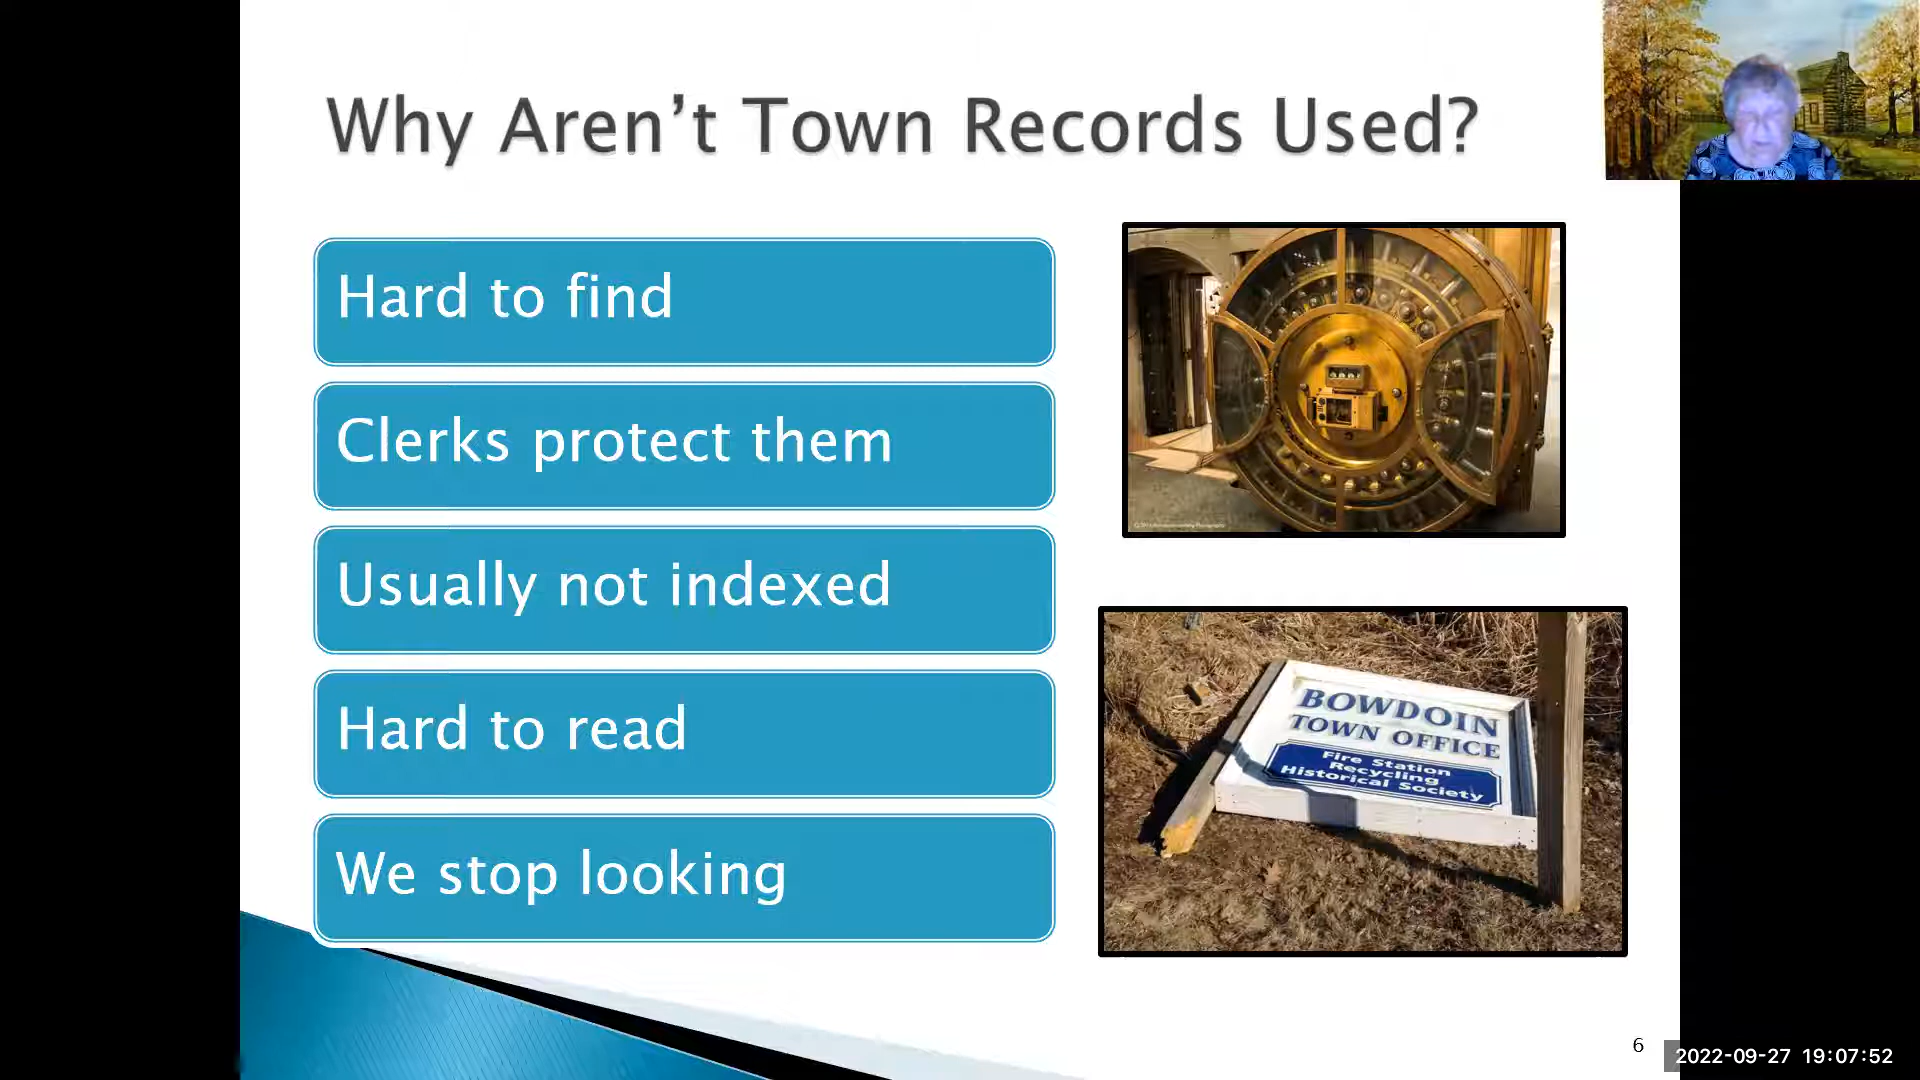 Why Aren’t Town Records Used?
Hard to find
Clerks protect them
Usually not indexed
Hard to read
We stop looking
BOWDOIN
TOWN OFFICE
Fire Station
Recycling
Historical Society
6
2022-09-27 19:07:52